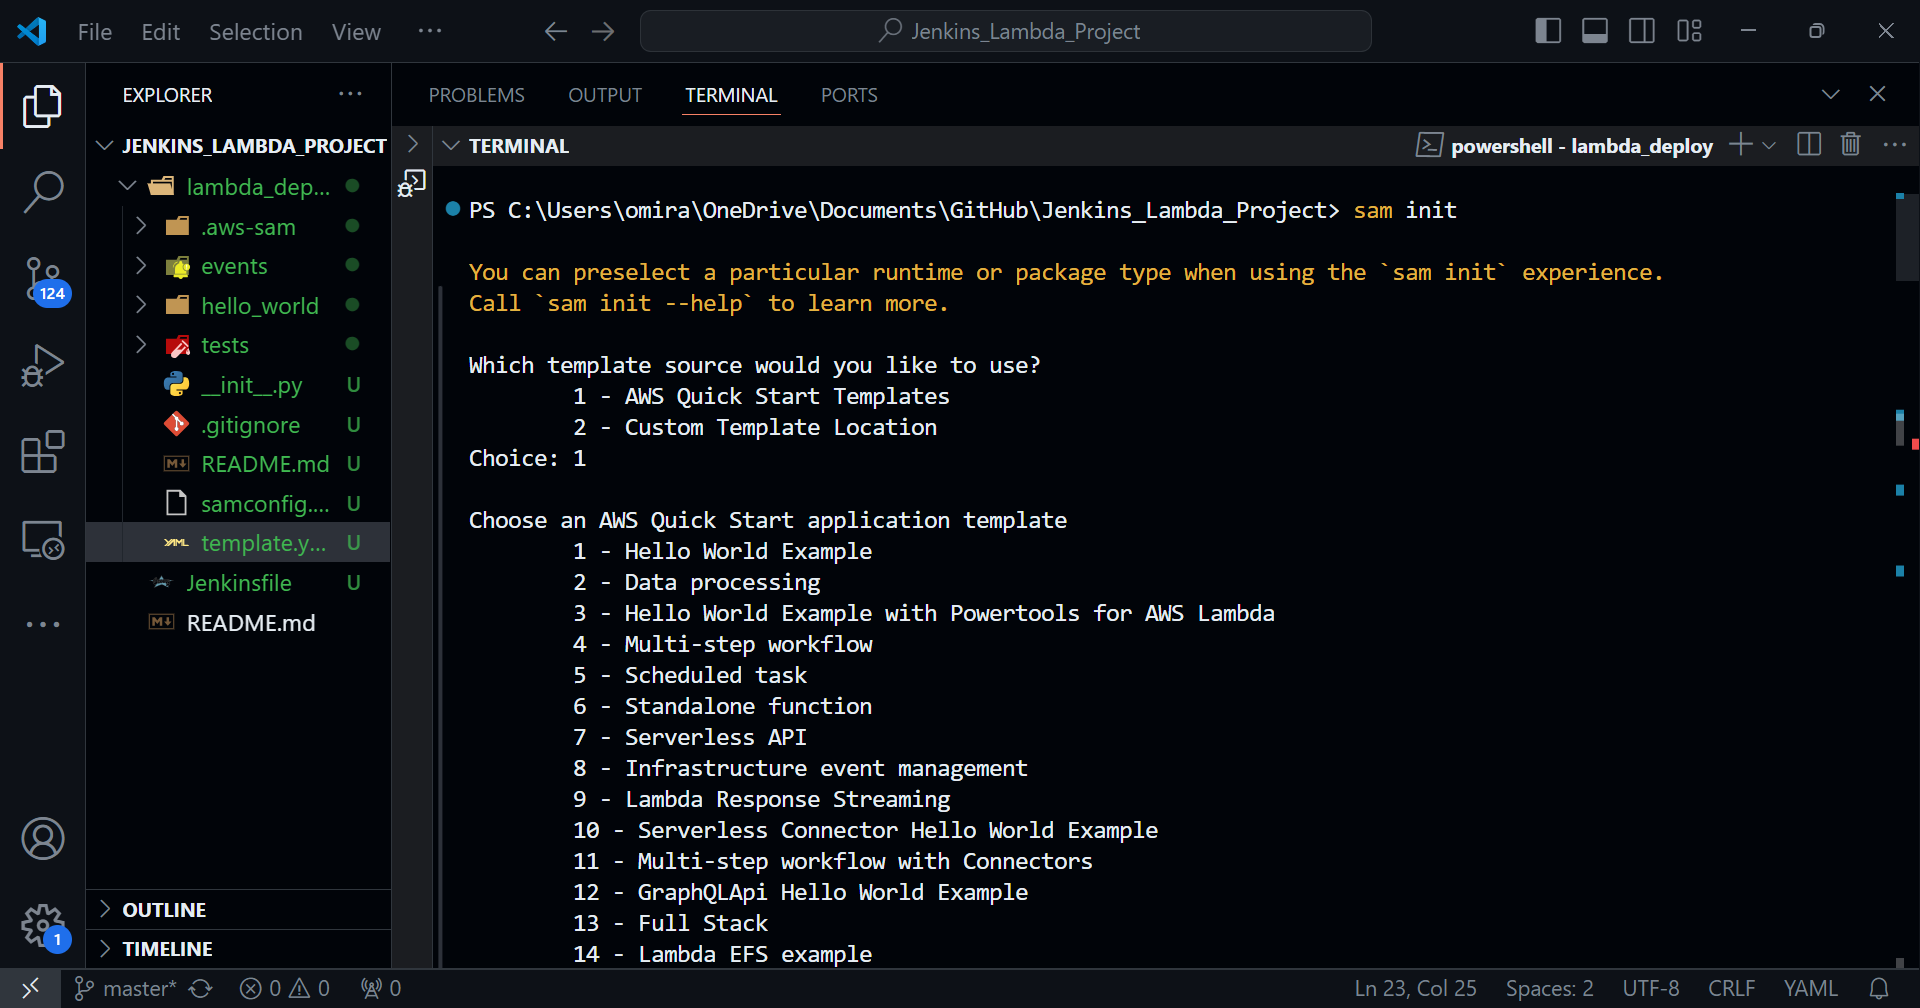 File Edit Selection View ···
Jenkins_Lambda_Project
EXPLORER ···
JENKINS_LAMBDA_PROJECT
lambda_dep...
.aws-sam
events
hello_world
tests
__init__.py U
.gitignore U
README.md U
samconfig.... U
YAML template.y... U
Jenkinsfile U
README.md
OUTLINE
TIMELINE
124
1
PROBLEMS OUTPUT TERMINAL PORTS
TERMINAL
powershell - lambda_deploy
PS C:\Users\omira\OneDrive\Documents\GitHub\Jenkins_Lambda_Project> sam init
You can preselect a particular runtime or package type when using the `sam init` experience.
Call `sam init --help` to learn more.
Which template source would you like to use?
1 - AWS Quick Start Templates
2 - Custom Template Location
Choice: 1
Choose an AWS Quick Start application template
1 - Hello World Example
2 - Data processing
3 - Hello World Example with Powertools for AWS Lambda
4 - Multi-step workflow
5 - Scheduled task
6 - Standalone function
7 - Serverless API
8 - Infrastructure event management
9 - Lambda Response Streaming
10 - Serverless Connector Hello World Example
11 - Multi-step workflow with Connectors
12 - GraphQLApi Hello World Example
13 - Full Stack
14 - Lambda EFS example
master* 0 0 0 Ln 23, Col 25 Spaces: 2 UTF-8 CRLF YAML